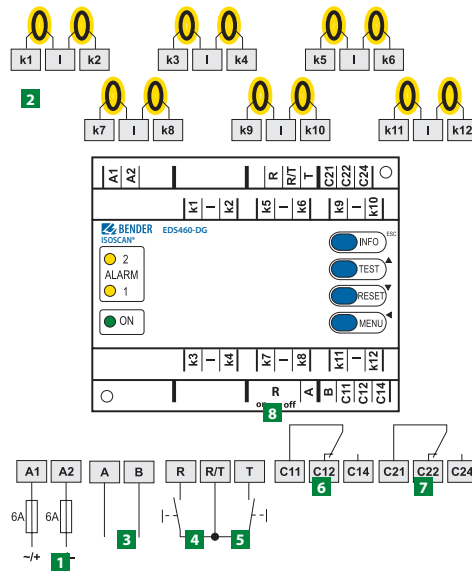 k1 I k2 k3 I k4 k5 I k6
2
k7 I k8 k9 I k10 k11 I k12
A1 A2 R R/T T C21 C22 C24
k1 I k2 k5 I k6 k9 I k10
BENDER EDS460-DG
ISOSCAN®
INFO ESC
2
ALARM
1
TEST
RESET
ON
MENU
k3 I k4 k7 I k8 k11 I k12
R A B C11 C12 C14
on off
8
A1 A2 A B R R/T T C11 C12 C14 C21 C22 C24
6 7
6A 6A
3 4 5
~/+ 1